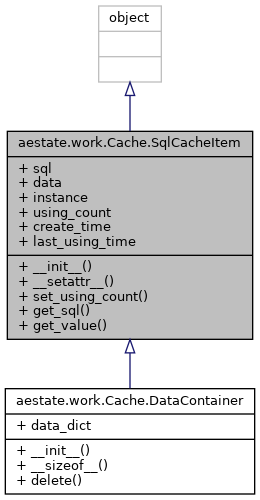 object
aestate.work.Cache.SqlCacheItem
+ sql
+ data
+ instance
+ using_count
+ create_time
+ last_using_time
+ __init__()
+ __setattr__()
+ set_using_count()
+ get_sql()
+ get_value()
aestate.work.Cache.DataContainer
+ data_dict
+ __init__()
+ __sizeof__()
+ delete()